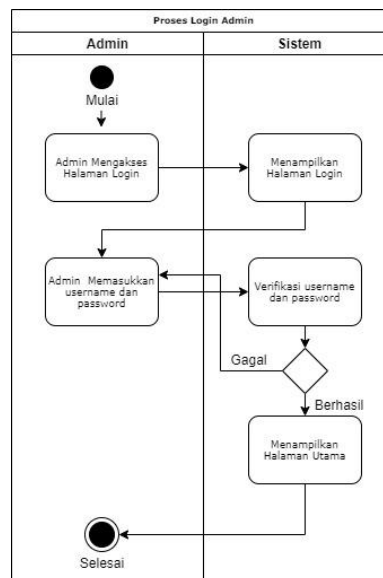 Proses Login Admin
Admin
Sistem
Mulai
Admin Mengakses
Halaman Login
Menampilkan
Halaman Login
Admin Memasukkan
username dan
password
Verifikasi username
dan password
Gagal
Berhasil
Menampilkan
Halaman Utama
Selesai